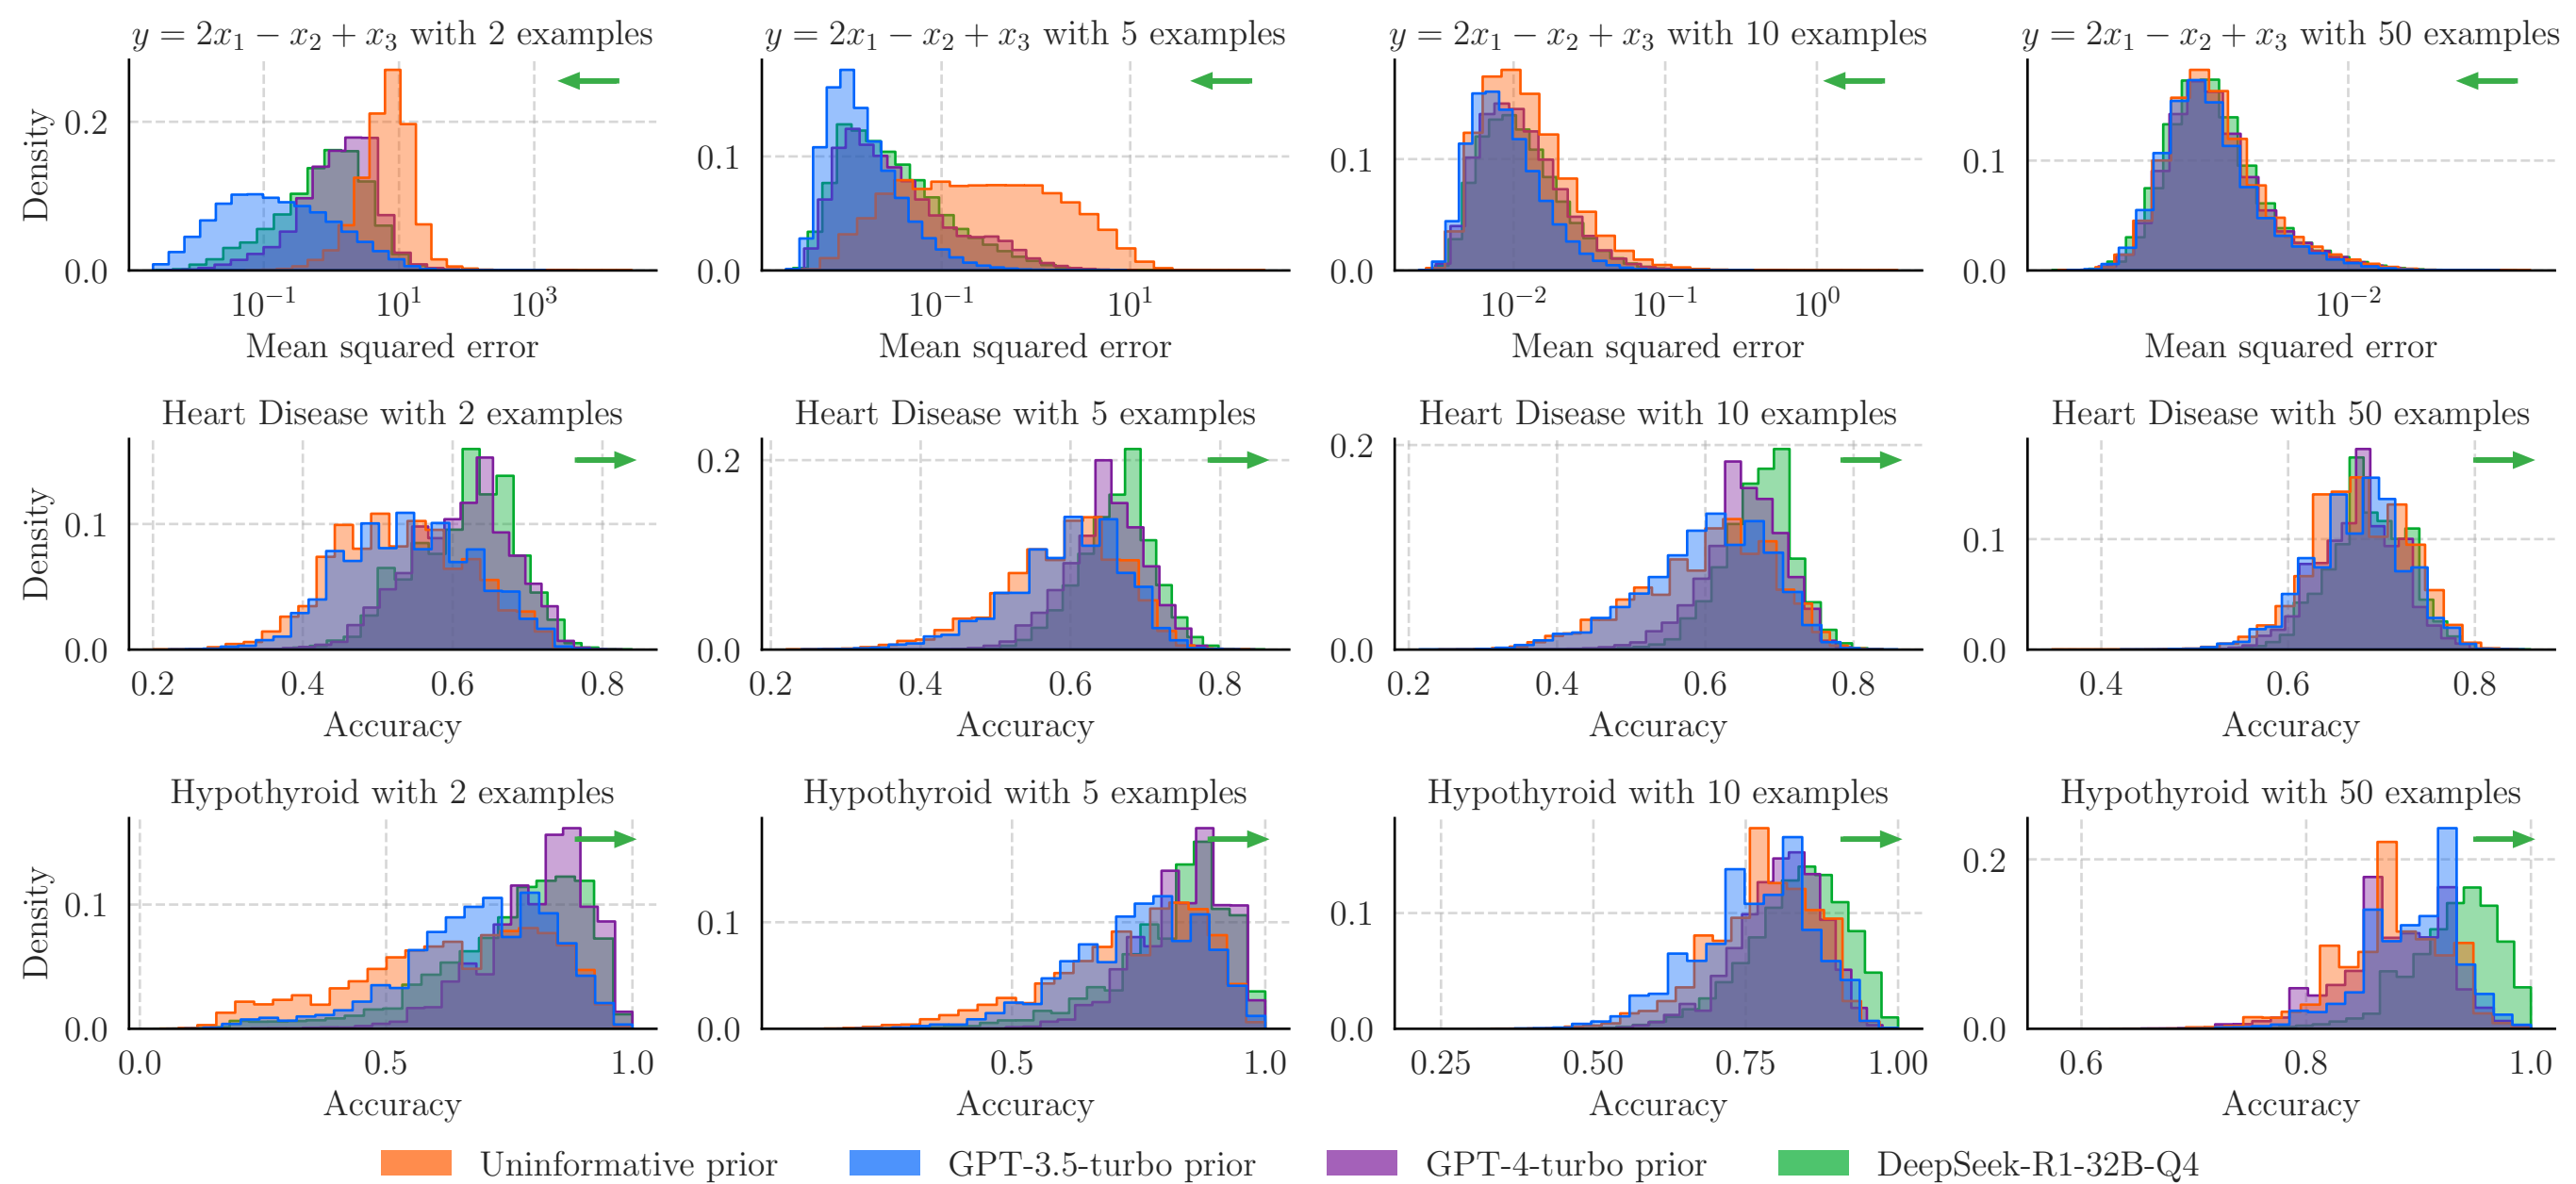 y = 2x₁ − x₂ + x₃ with 2 examples
Density
0.2
0.0
10⁻¹ 10¹ 10³
Mean squared error
y = 2x₁ − x₂ + x₃ with 5 examples
0.1
0.0
10⁻¹ 10¹
Mean squared error
y = 2x₁ − x₂ + x₃ with 10 examples
0.1
0.0
10⁻² 10⁻¹ 10⁰
Mean squared error
y = 2x₁ − x₂ + x₃ with 50 examples
0.1
0.0
10⁻²
Mean squared error
Heart Disease with 2 examples
Density
0.1
0.0
0.2 0.4 0.6 0.8
Accuracy
Heart Disease with 5 examples
0.2
0.0
0.2 0.4 0.6 0.8
Accuracy
Heart Disease with 10 examples
0.2
0.0
0.2 0.4 0.6 0.8
Accuracy
Heart Disease with 50 examples
0.1
0.0
0.4 0.6 0.8
Accuracy
Hypothyroid with 2 examples
Density
0.1
0.0
0.0 0.5 1.0
Accuracy
Hypothyroid with 5 examples
0.1
0.0
0.5 1.0
Accuracy
Hypothyroid with 10 examples
0.1
0.0
0.25 0.50 0.75 1.00
Accuracy
Hypothyroid with 50 examples
0.2
0.0
0.6 0.8 1.0
Accuracy
Uninformative prior GPT-3.5-turbo prior GPT-4-turbo prior DeepSeek-R1-32B-Q4